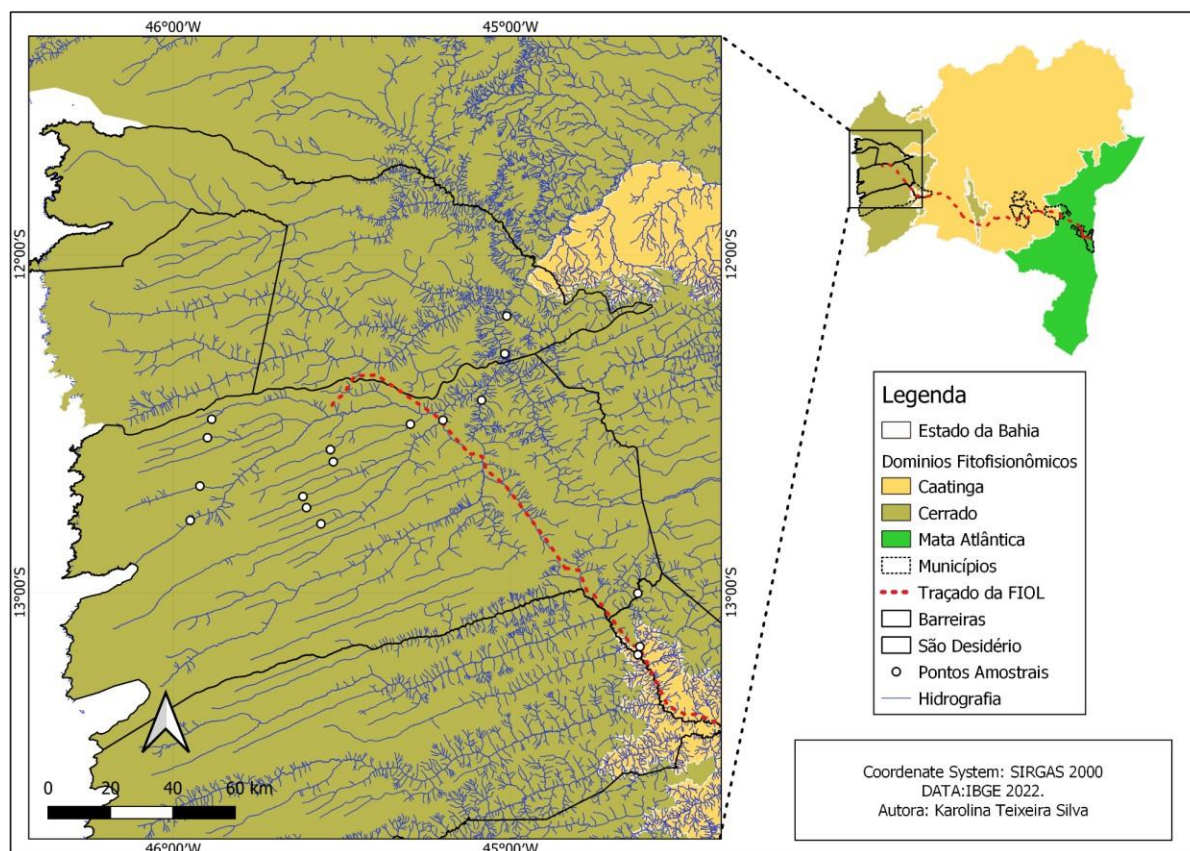 46°00'W
45°00'W
12°00'S
12°00'S
13°00'S
13°00'S
0 20 40 60 km
46°00'W
45°00'W
Legenda
Estado da Bahia
Dominios Fitofisionômicos
Caatinga
Cerrado
Mata Atlântica
Municípios
Traçado da FIOL
Barreiras
São Desidério
Pontos Amostrais
Hidrografia
Coordenate System: SIRGAS 2000
DATA:IBGE 2022.
Autora: Karolina Teixeira Silva